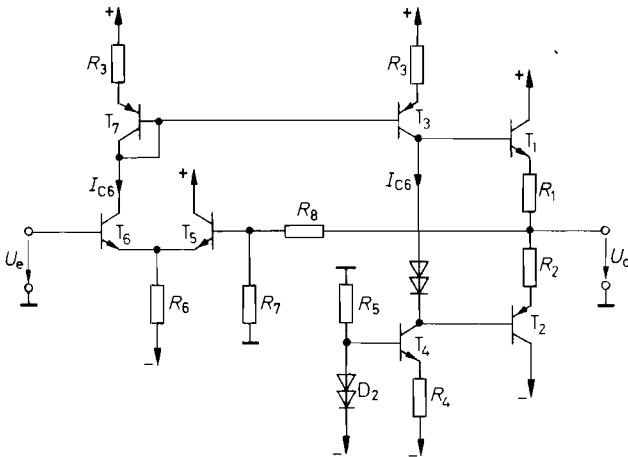 +
+
R3
R3
+
T7
T3
T1
+
IC6
IC6
R1
R8
T6
T5
Ue
R2
Ua
R6
R7
R5
T2
T4
−
D2
R4
−
−
−